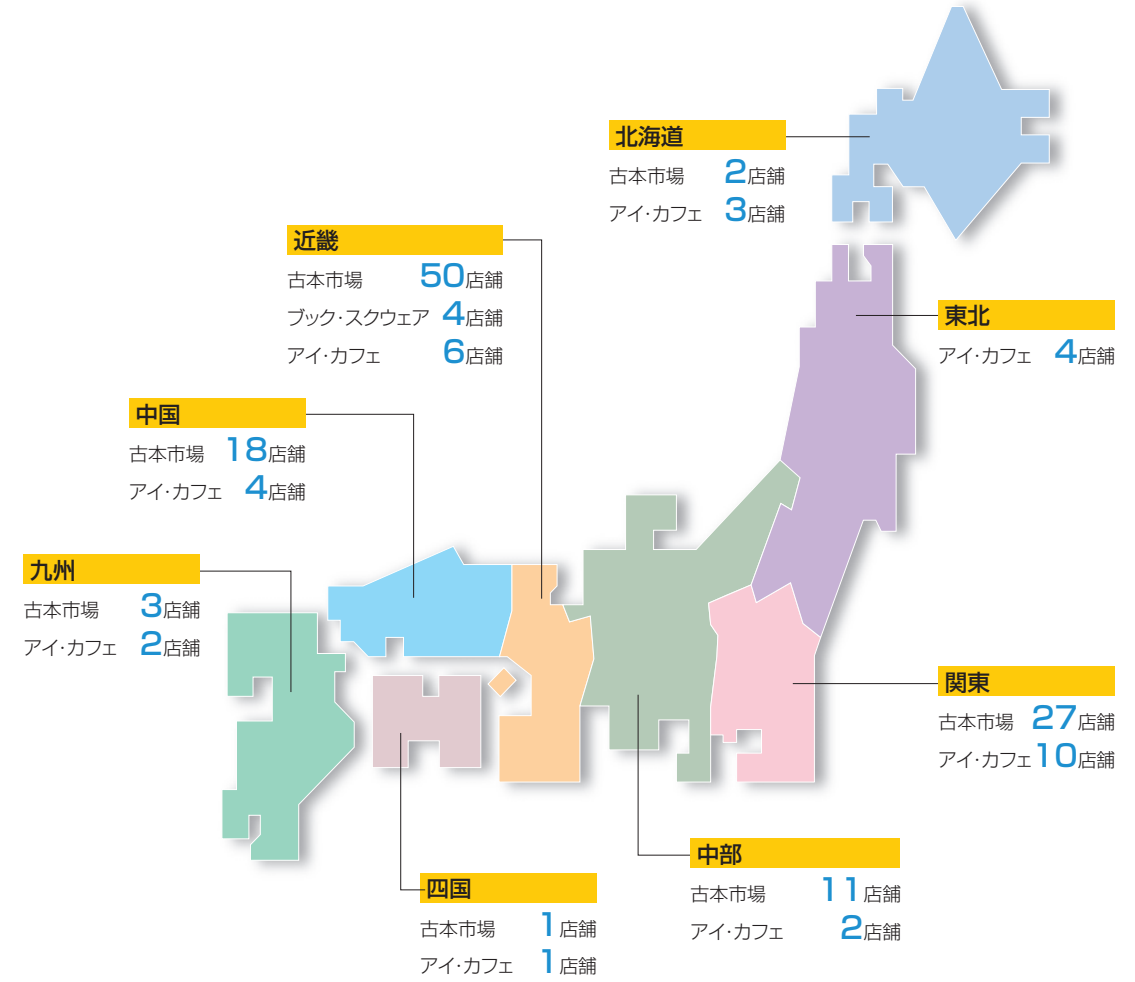 北海道
古本市場 2店舗
アイ・カフェ 3店舗
近畿
古本市場 50店舗
ブック・スクウェア 4店舗
アイ・カフェ 6店舗
東北
アイ・カフェ 4店舗
中国
古本市場 18店舗
アイ・カフェ 4店舗
九州
古本市場 3店舗
アイ・カフェ 2店舗
関東
古本市場 27店舗
アイ・カフェ 10店舗
中部
古本市場 11店舗
アイ・カフェ 2店舗
四国
古本市場 1店舗
アイ・カフェ 1店舗